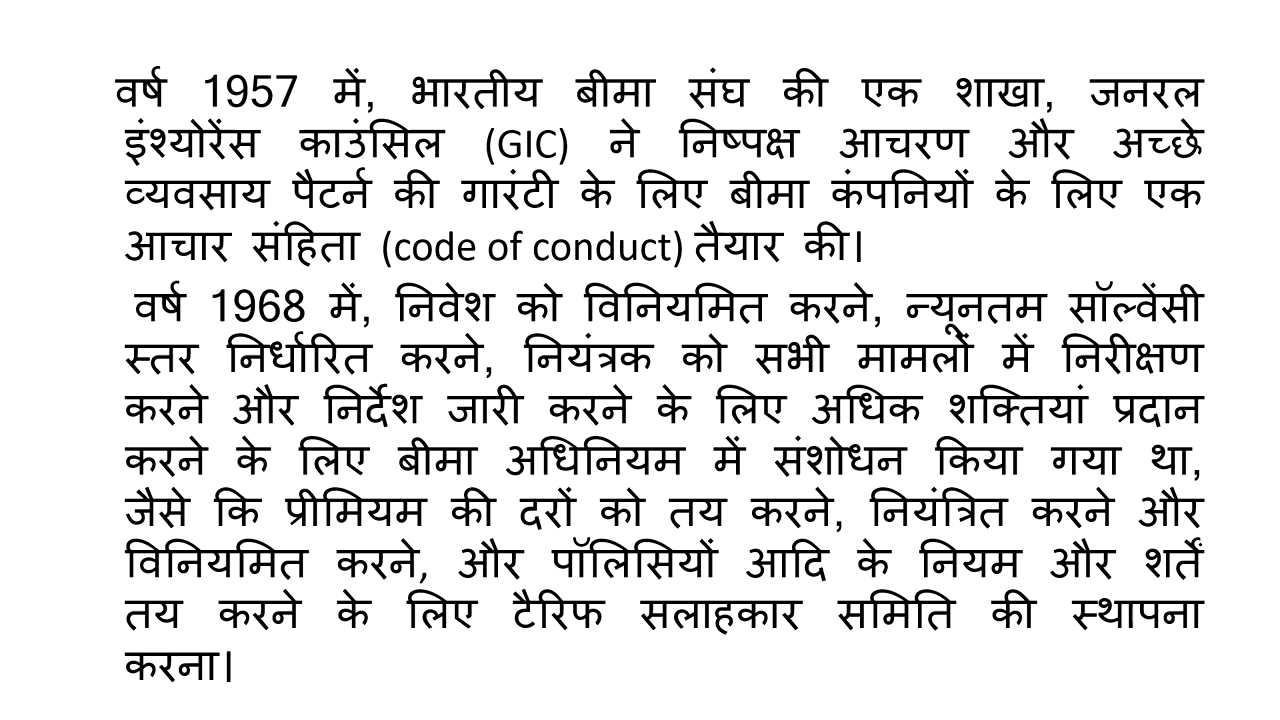 वर्ष 1957 में, भारतीय बीमा संघ की एक शाखा, जनरल
इंश्योरेंस काउंसिल (GIC) ने निष्पक्ष आचरण और अच्छे
व्यवसाय पैटर्न की गारंटी के लिए बीमा कंपनियों के लिए एक
आचार संहिता (code of conduct) तैयार की।
वर्ष 1968 में, निवेश को विनियमित करने, न्यूनतम सॉल्वेंसी
स्तर निर्धारित करने, नियंत्रक को सभी मामलों में निरीक्षण
करने और निर्देश जारी करने के लिए अधिक शक्तियां प्रदान
करने के लिए बीमा अधिनियम में संशोधन किया गया था,
जैसे कि प्रीमियम की दरों को तय करने, नियंत्रित करने और
विनियमित करने, और पॉलिसियों आदि के नियम और शर्तें
तय करने के लिए टैरिफ सलाहकार समिति की स्थापना
करना।